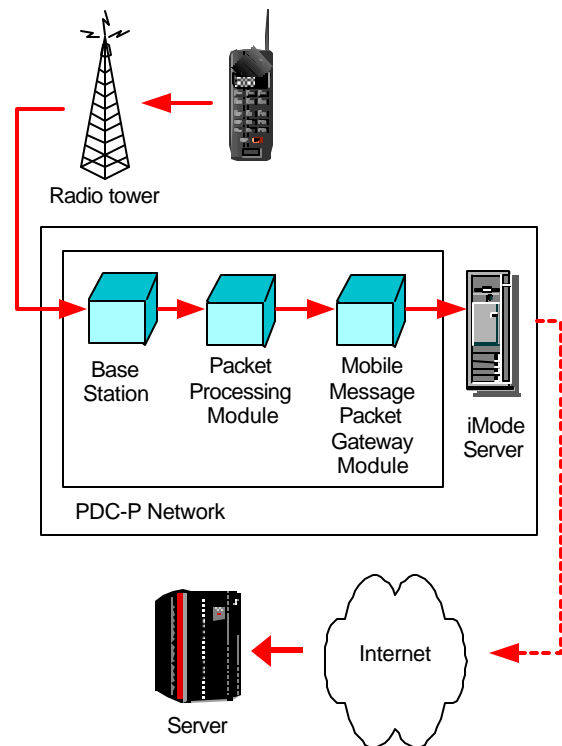 Radio tower
Base
Station
Packet
Processing
Module
Mobile
Message
Packet
Gateway
Module
iMode
Server
PDC-P Network
Internet
Server